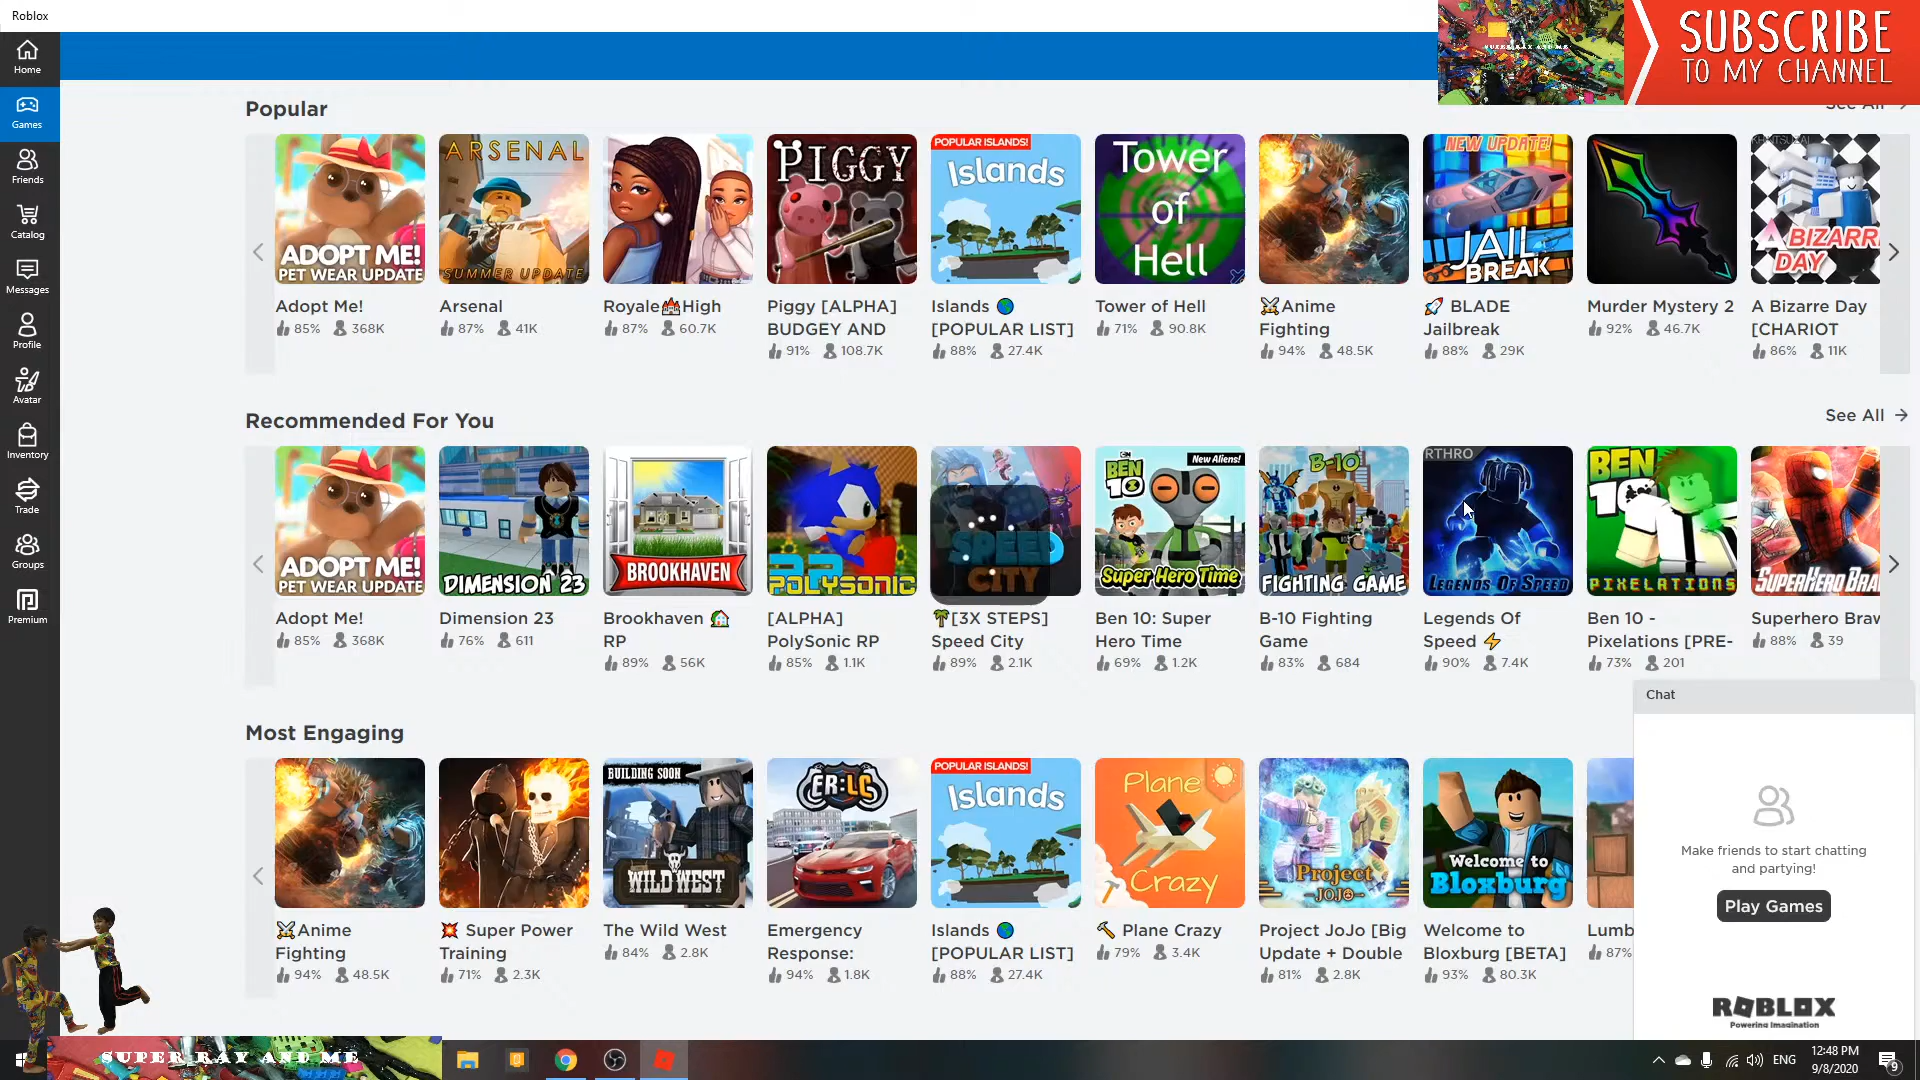 Roblox
SUBSCRIBE
TO MY CHANNEL
SUPER RAY AND ME
Home
Games
Friends
Catalog
Messages
Profile
Avatar
Inventory
Trade
Groups
Premium
Popular
See All
ADOPT ME!
PET WEAR UPDATE
ARSENAL
SUMMER UPDATE
PIGGY
POPULAR ISLANDS!
Islands
Tower
of
Hell
NEW UPDATE!
JAIL
BREAK
A BIZARRE
DAY
Adopt Me!
85% 368K
Arsenal
87% 41K
Royale High
87% 60.7K
Piggy [ALPHA]
BUDGEY AND
91% 108.7K
Islands
[POPULAR LIST]
88% 27.4K
Tower of Hell
71% 90.8K
Anime
Fighting
94% 48.5K
BLADE
Jailbreak
88% 29K
Murder Mystery 2
92% 46.7K
A Bizarre Day
[CHARIOT
86% 11K
Recommended For You
See All
ADOPT ME!
PET WEAR UPDATE
DIMENSION 23
BROOKHAVEN
POLYSONIC
SPEED
CITY
CN
BEN
10
New Aliens!
Super Hero Time
B-10
FIGHTING GAME
RTHRO
LEGENDS OF SPEED
BEN
10
PIXELATIONS
SUPERHERO BRA
Adopt Me!
85% 368K
Dimension 23
76% 611
Brookhaven
RP
89% 56K
[ALPHA]
PolySonic RP
85% 1.1K
[3X STEPS]
Speed City
89% 2.1K
Ben 10: Super
Hero Time
69% 1.2K
B-10 Fighting
Game
83% 684
Legends Of
Speed
90% 7.4K
Ben 10 -
Pixelations [PRE-
73% 201
Superhero Braw
88% 39
Most Engaging
BUILDING SOON
WILD WEST
ER:LC
POPULAR ISLANDS!
Islands
Plane
Crazy
Project
JOJO
Welcome to
Bloxburg
Anime
Fighting
94% 48.5K
Super Power
Training
71% 2.3K
The Wild West
84% 2.8K
Emergency
Response:
94% 1.8K
Islands
[POPULAR LIST]
88% 27.4K
Plane Crazy
79% 3.4K
Project JoJo [Big
Update + Double
81% 2.8K
Welcome to
Bloxburg [BETA]
93% 80.3K
Lumb
87%
Chat
Make friends to start chatting
and partying!
Play Games
ROBLOX
Powering Imagination
SUPER RAY AND ME
ENG
12:48 PM
9/8/2020
9